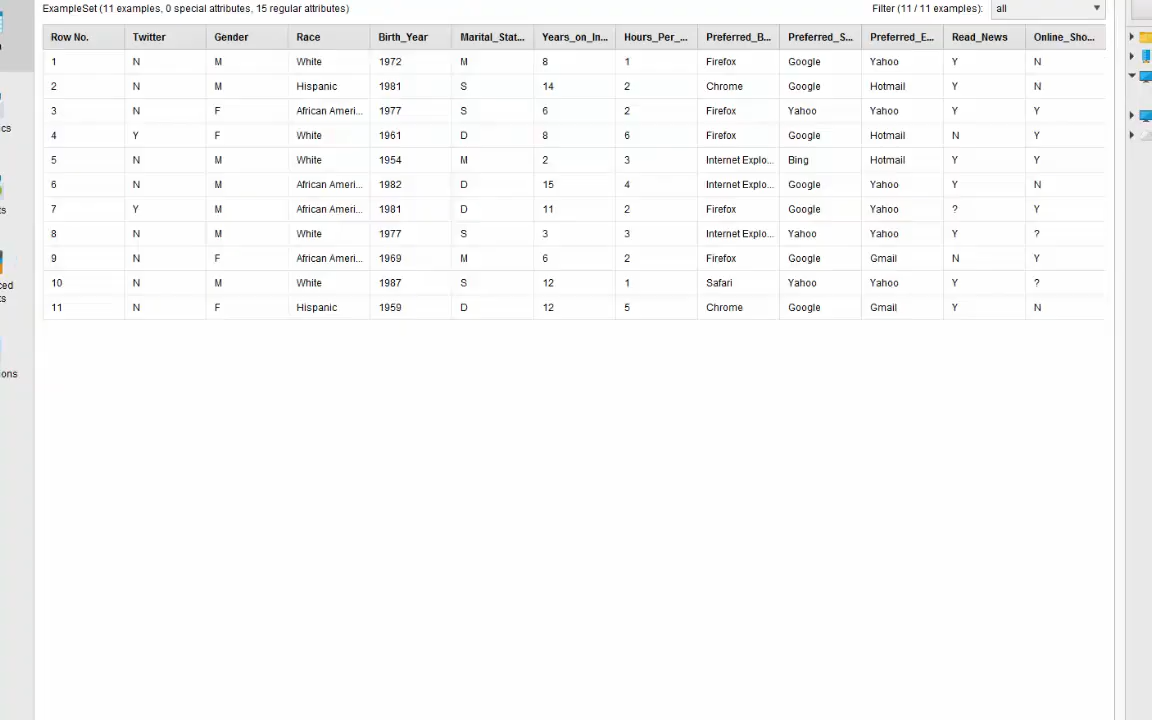 ExampleSet (11 examples, 0 special attributes, 15 regular attributes) Filter (11 / 11 examples): all
Row No. Twitter Gender Race Birth_Year Marital_Stat... Years_on_In... Hours_Per_... Preferred_B... Preferred_S... Preferred_E... Read_News Online_Sho...
1 N M White 1972 M 8 1 Firefox Google Yahoo Y N
2 N M Hispanic 1981 S 14 2 Chrome Google Hotmail Y N
3 N F African Ameri... 1977 S 6 2 Firefox Yahoo Yahoo Y Y
4 Y F White 1961 D 8 6 Firefox Google Hotmail N Y
5 N M White 1954 M 2 3 Internet Explo... Bing Hotmail Y Y
6 N M African Ameri... 1982 D 15 4 Internet Explo... Google Yahoo Y N
7 Y M African Ameri... 1981 D 11 2 Firefox Google Yahoo ? Y
8 N M White 1977 S 3 3 Internet Explo... Yahoo Yahoo Y ?
9 N F African Ameri... 1969 M 6 2 Firefox Google Gmail N Y
10 N M White 1987 S 12 1 Safari Yahoo Yahoo Y ?
11 N F Hispanic 1959 D 12 5 Chrome Google Gmail Y N
cs
ts
ced
ts
ons